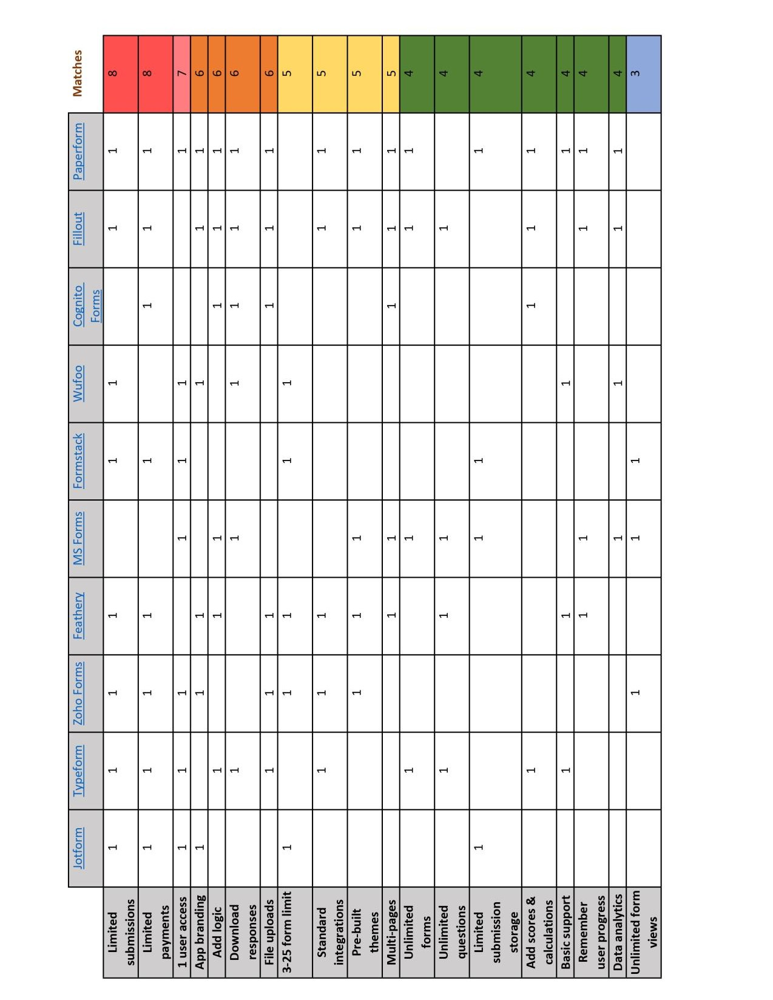 Jotform Typeform Zoho Forms Feathery MS Forms Formstack Wufoo Cognito Fillout Paperform Matches
Forms
Limited 1 1 1 1 1 1 1 1 8
submissions
Limited 1 1 1 1 1 1 1 1 8
payments
1 user access 1 1 1 1 1 1 1 7
App branding 1 1 1 1 1 1 6
Add logic 1 1 1 1 1 1 6
Download 1 1 1 1 1 1 6
responses
File uploads 1 1 1 1 1 1 6
3-25 form limit 1 1 1 1 1 5
Standard 1 1 1 1 1 5
integrations
Pre-built 1 1 1 1 1 5
themes
Multi-pages 1 1 1 1 1 5
Unlimited 1 1 1 1 4
forms
Unlimited 1 1 1 1 4
questions
Limited 1 1 1 1 4
submission
storage
Add scores & 1 1 1 1 4
calculations
Basic support 1 1 1 1 4
Remember 1 1 1 1 4
user progress
Data analytics 1 1 1 1 4
Unlimited form 1 1 1 3
views